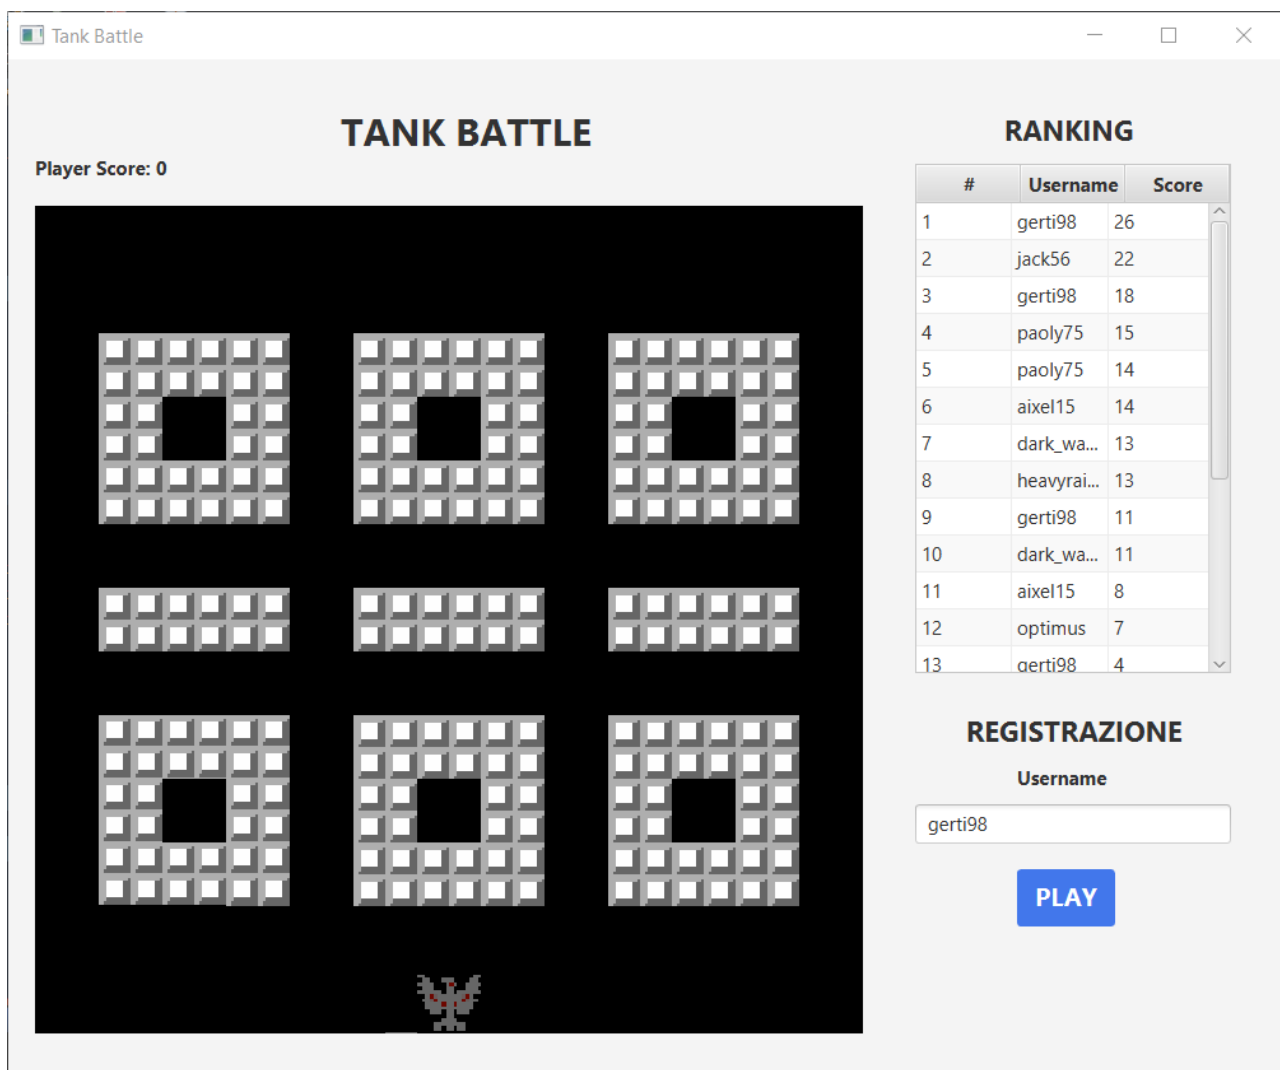 Tank Battle
TANK BATTLE
Player Score: 0
RANKING
# Username Score
1 gerti98 26
2 jack56 22
3 gerti98 18
4 paoly75 15
5 paoly75 14
6 aixel15 14
7 dark_wa... 13
8 heavyrai... 13
9 gerti98 11
10 dark_wa... 11
11 aixel15 8
12 optimus 7
13 gerti98 4
REGISTRAZIONE
Username
gerti98
PLAY